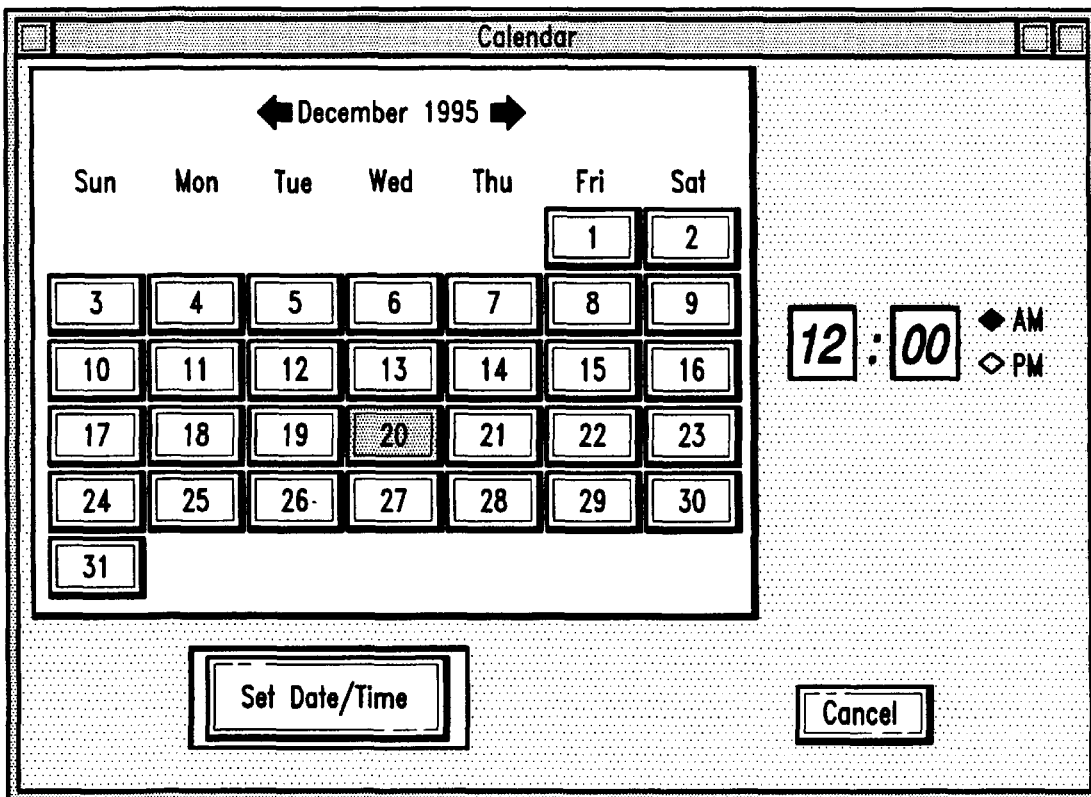 Calendar
December 1995
Sun Mon Tue Wed Thu Fri Sat
1 2
3 4 5 6 7 8 9
12 : 00 AM
PM
10 11 12 13 14 15 16
17 18 19 20 21 22 23
24 25 26 27 28 29 30
31
Set Date/Time
Cancel